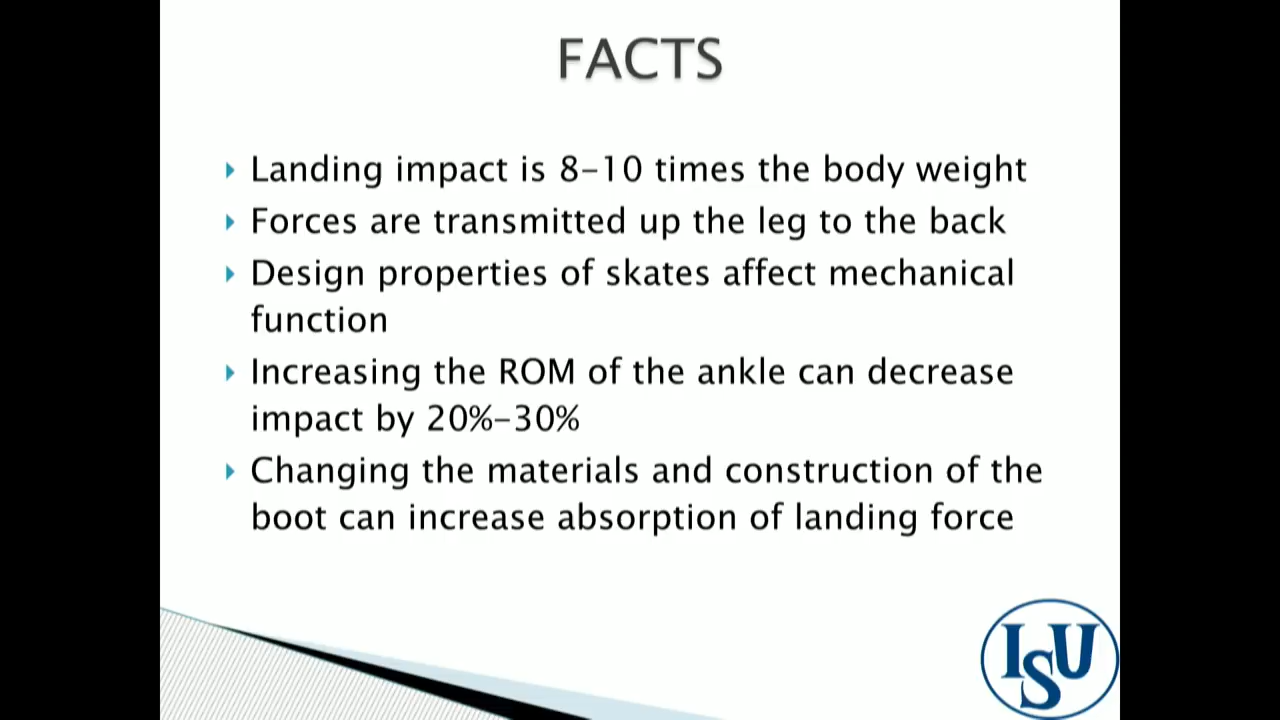 FACTS
Landing impact is 8-10 times the body weight
Forces are transmitted up the leg to the back
Design properties of skates affect mechanical
function
Increasing the ROM of the ankle can decrease
impact by 20%-30%
Changing the materials and construction of the
boot can increase absorption of landing force
ISU